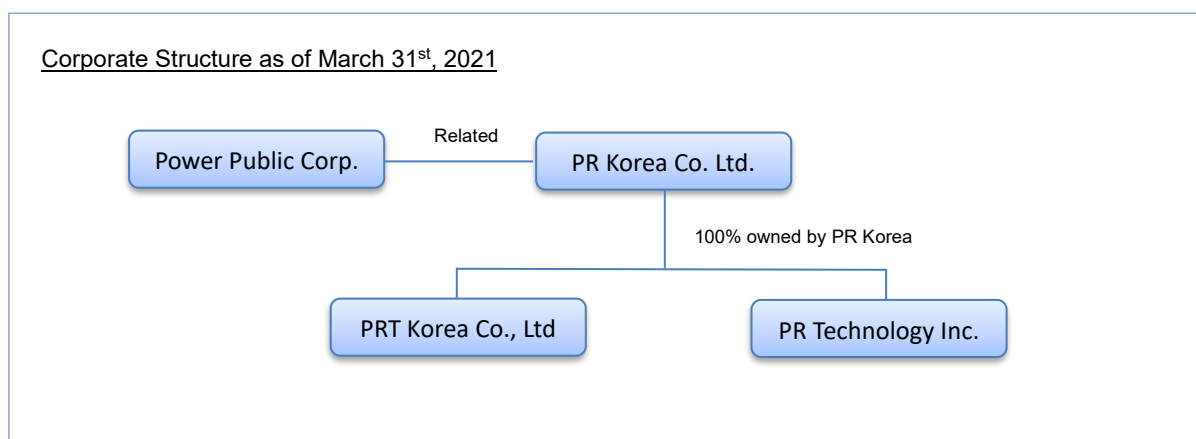 Corporate Structure as of March 31st, 2021
Related
Power Public Corp.
PR Korea Co. Ltd.
100% owned by PR Korea
PRT Korea Co., Ltd
PR Technology Inc.